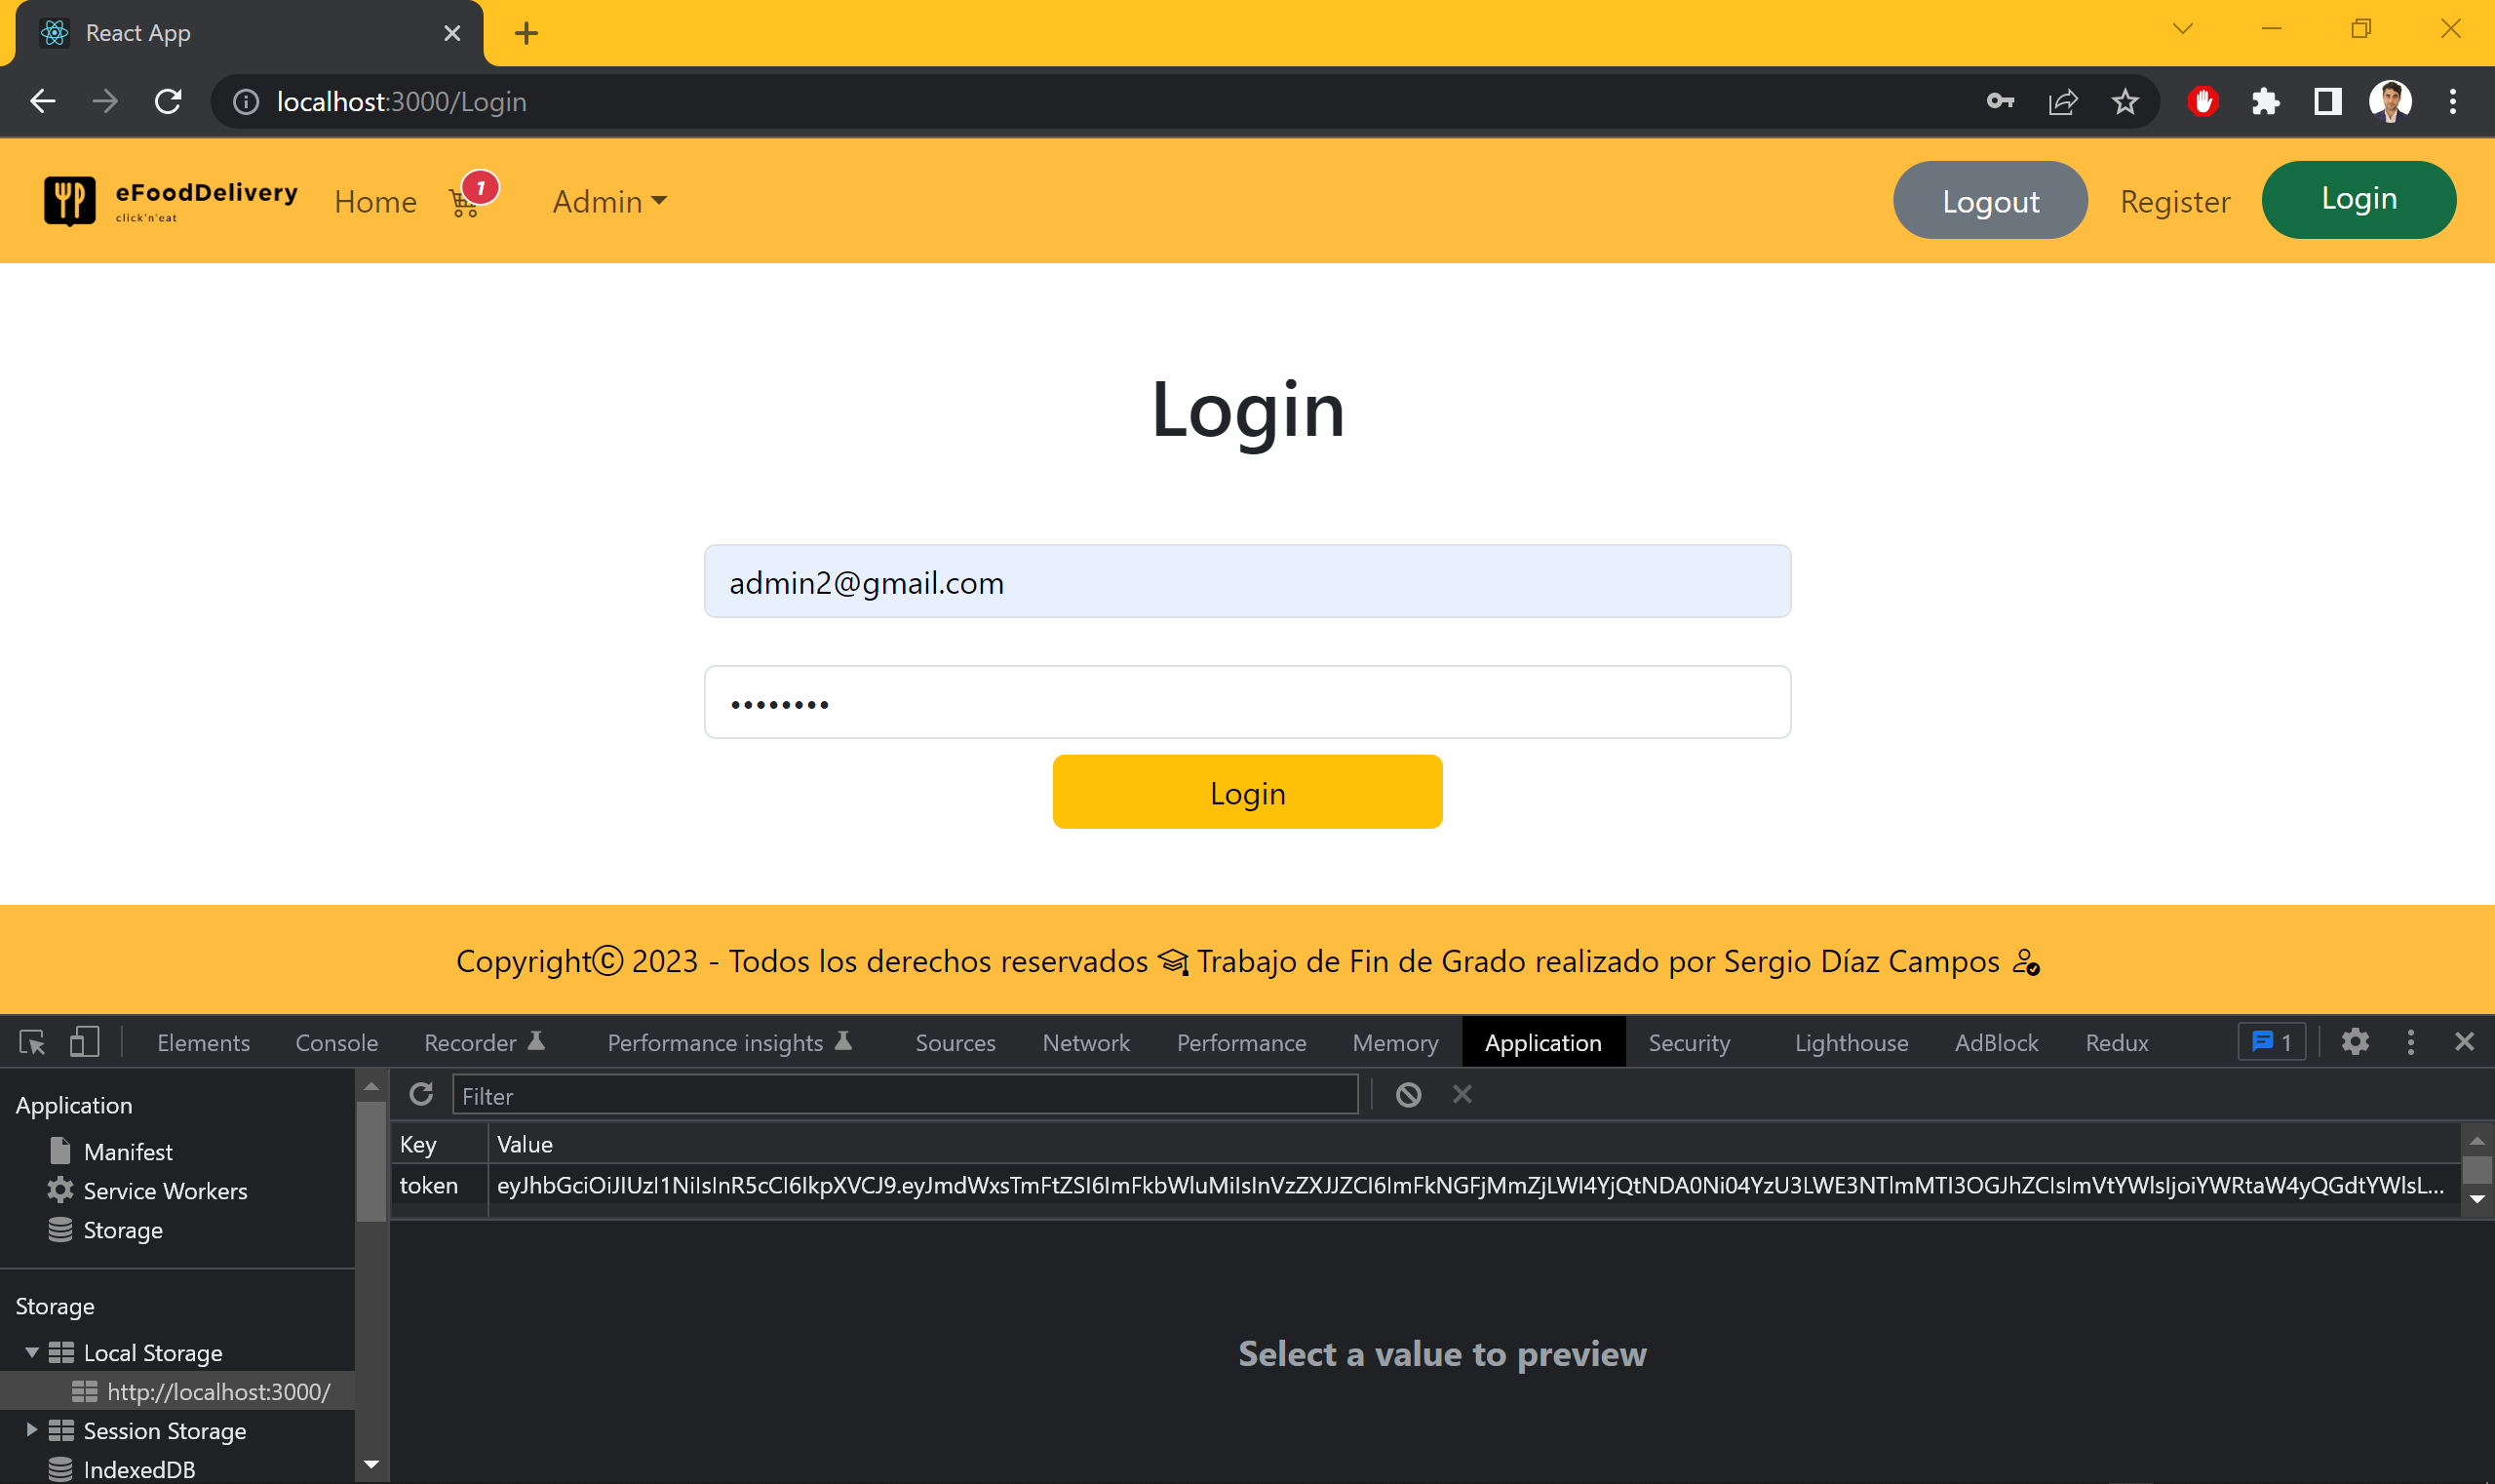 React App
localhost:3000/Login
eFoodDelivery
click'n'eat
Home
1
Admin
Logout
Register
Login
Login
admin2@gmail.com
••••••••
Login
Copyright© 2023 - Todos los derechos reservados Trabajo de Fin de Grado realizado por Sergio Díaz Campos
Elements Console Recorder Performance insights Sources Network Performance Memory Application Security Lighthouse AdBlock Redux 1
Application
Manifest
Service Workers
Storage
Storage
Local Storage
http://localhost:3000/
Session Storage
IndexedDB
Filter
Key Value
token
Select a value to preview